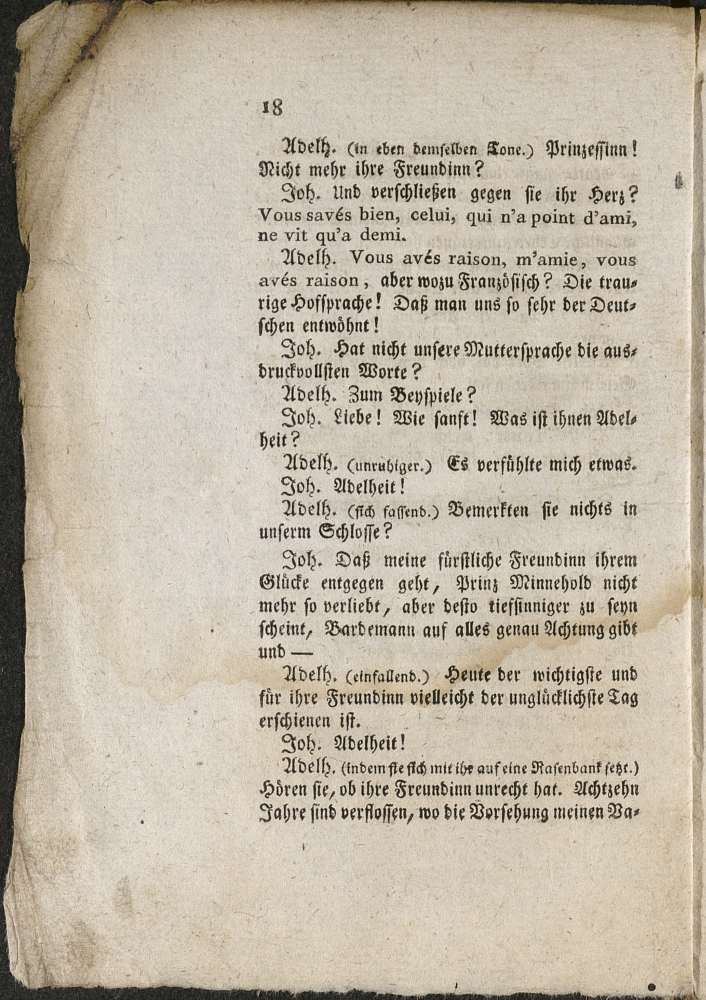 18
Adelh. (in eben demselben Tone.) Prinzessinn!
Nicht mehr ihre Freundinn?
Joh. Und verschließen gegen sie ihr Herz?
Vous savés bien, celui, qui n'a point d'ami,
ne vit qu'a demi.
Adelh. Vous avés raison, m'amie, vous
avés raison, aber wozu Französisch? Die trau-
rige Hofsprache! Daß man uns so sehr der Deut-
schen entwöhnt!
Joh. Hat nicht unsere Muttersprache die aus-
druckvollsten Worte?
Adelh. Zum Beyspiele?
Joh. Liebe! Wie sanft! Was ist ihnen Adel-
heit?
Adelh. (unruhiger.) Es verfühlte mich etwas.
Joh. Adelheit!
Adelh. (sich fassend.) Bemerkten sie nichts in
unserm Schlosse?
Joh. Daß meine fürstliche Freundinn ihrem
Glücke entgegen geht, Prinz Minnehold nicht
mehr so verliebt, aber desto tiefsinniger zu seyn
scheint, Bardemann auf alles genau Achtung gibt
und —
Adelh. (einfallend.) Heute der wichtigste und
für ihre Freundinn vielleicht der unglücklichste Tag
erschienen ist.
Joh. Adelheit!
Adelh. (indem sie sich mit ihr auf eine Rasenbank setzt.)
Hören sie, ob ihre Freundinn unrecht hat. Achtzehn
Jahre sind verflossen, wo die Vorsehung meinen Va-